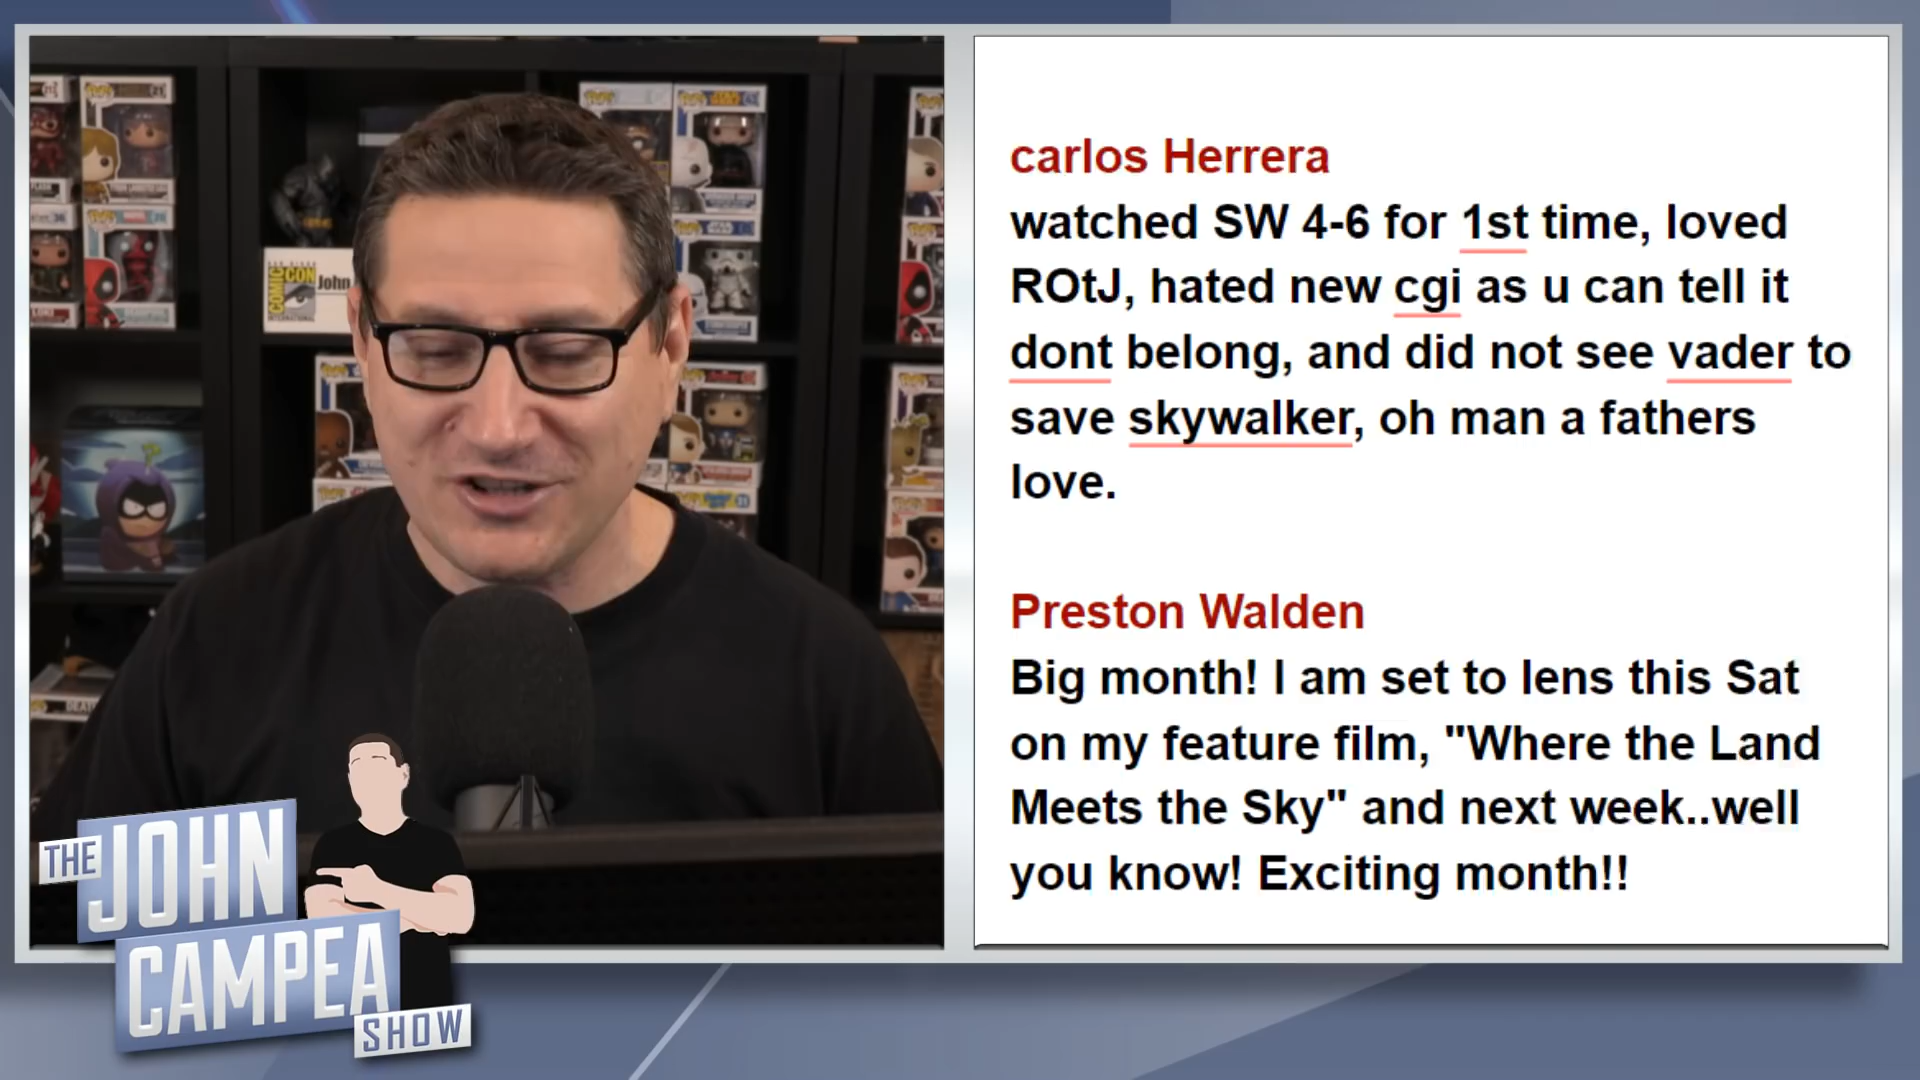 carlos Herrera
watched SW 4-6 for 1st time, loved
ROtJ, hated new cgi as u can tell it
dont belong, and did not see vader to
save skywalker, oh man a fathers
love.
Preston Walden
Big month! I am set to lens this Sat
on my feature film, "Where the Land
Meets the Sky" and next week..well
you know! Exciting month!!
COMIC CON
John
THE
JOHN
CAMPEA
SHOW